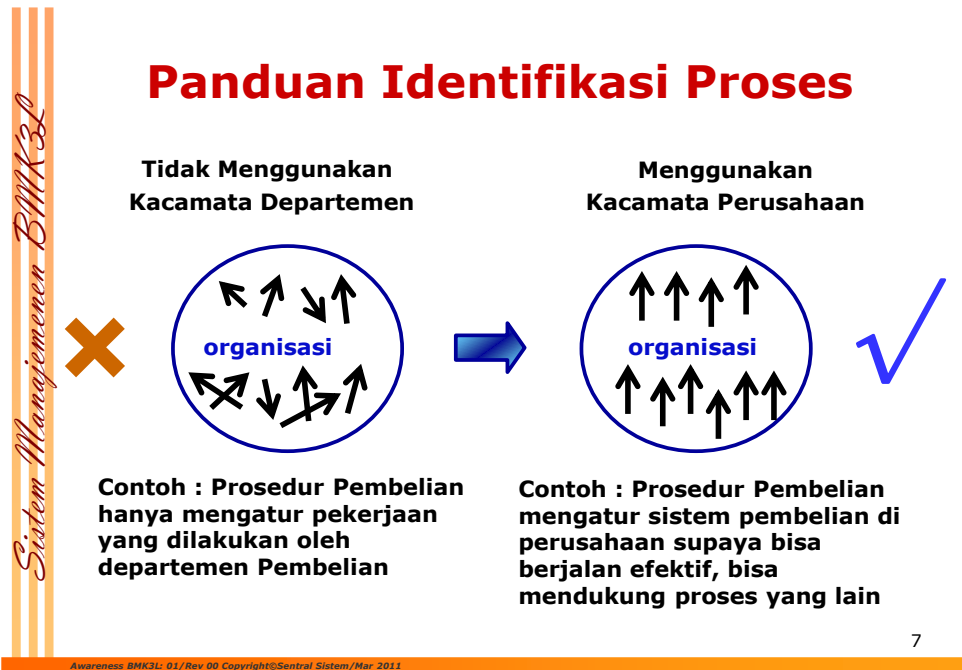 Panduan Identifikasi Proses
Sistem Manajemenen BMK3L
Tidak Menggunakan
Kacamata Departemen
organisasi
Contoh : Prosedur Pembelian
hanya mengatur pekerjaan
yang dilakukan oleh
departemen Pembelian
Menggunakan
Kacamata Perusahaan
organisasi
Contoh : Prosedur Pembelian
mengatur sistem pembelian di
perusahaan supaya bisa
berjalan efektif, bisa
mendukung proses yang lain
7
Awareness BMK3L: 01/Rev 00 Copyright©Sentral Sistem/Mar 2011